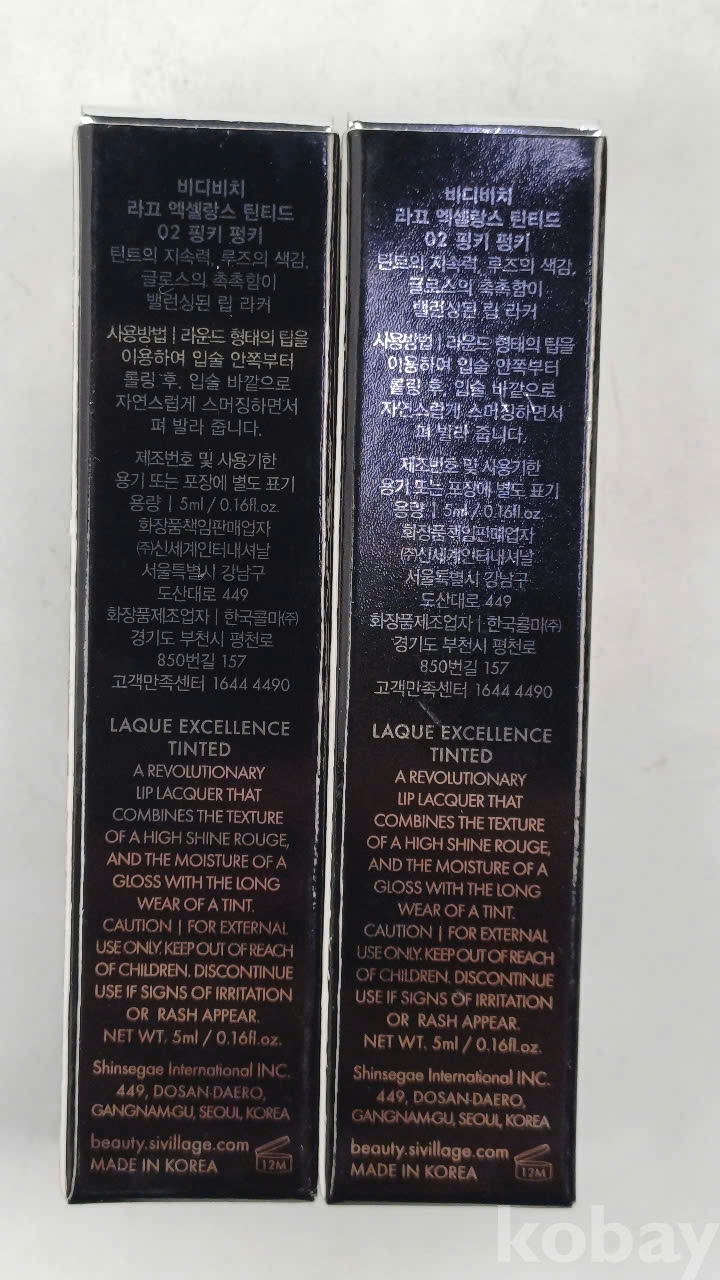 비디비치
라끄 엑셀랑스 틴티드
02 핑키 펑키
틴트의 지속력, 루즈의 색감,
글로스의 촉촉함이
밸런싱된 립 라커
사용방법 | 라운드 형태의 팁을
이용하여 입술 안쪽부터
롤링 후, 입술 바깥으로
자연스럽게 스머징하면서
펴 발라 줍니다.
제조번호 및 사용기한
용기 또는 포장에 별도 표기
용량 | 5ml / 0.16fl.oz.
화장품책임판매업자
㈜신세계인터내셔날
서울특별시 강남구
도산대로 449
화장품제조업자 | 한국콜마㈜
경기도 부천시 평천로
850번길 157
고객만족센터 1644 4490
LAQUE EXCELLENCE
TINTED
A REVOLUTIONARY
LIP LACQUER THAT
COMBINES THE TEXTURE
OF A HIGH SHINE ROUGE,
AND THE MOISTURE OF A
GLOSS WITH THE LONG
WEAR OF A TINT.
CAUTION | FOR EXTERNAL
USE ONLY. KEEP OUT OF REACH
OF CHILDREN. DISCONTINUE
USE IF SIGNS OF IRRITATION
OR RASH APPEAR.
NET WT. 5ml / 0.16fl.oz.
Shinsegae International INC.
449, DOSAN-DAERO,
GANGNAM-GU, SEOUL, KOREA
beauty.sivillage.com
MADE IN KOREA
12M
비디비치
라끄 엑셀랑스 틴티드
02 핑키 펑키
틴트의 지속력, 루즈의 색감,
글로스의 촉촉함이
밸런싱된 립 라커
사용방법 | 라운드 형태의 팁을
이용하여 입술 안쪽부터
롤링 후, 입술 바깥으로
자연스럽게 스머징하면서
펴 발라 줍니다.
제조번호 및 사용기한
용기 또는 포장에 별도 표기
용량 | 5ml / 0.16fl.oz.
화장품책임판매업자
㈜신세계인터내셔날
서울특별시 강남구
도산대로 449
화장품제조업자 | 한국콜마㈜
경기도 부천시 평천로
850번길 157
고객만족센터 1644 4490
LAQUE EXCELLENCE
TINTED
A REVOLUTIONARY
LIP LACQUER THAT
COMBINES THE TEXTURE
OF A HIGH SHINE ROUGE,
AND THE MOISTURE OF A
GLOSS WITH THE LONG
WEAR OF A TINT.
CAUTION | FOR EXTERNAL
USE ONLY. KEEP OUT OF REACH
OF CHILDREN. DISCONTINUE
USE IF SIGNS OF IRRITATION
OR RASH APPEAR.
NET WT. 5ml / 0.16fl.oz.
Shinsegae International INC.
449, DOSAN-DAERO,
GANGNAM-GU, SEOUL, KOREA
beauty.sivillage.com
MADE IN KOREA
12M
kobay